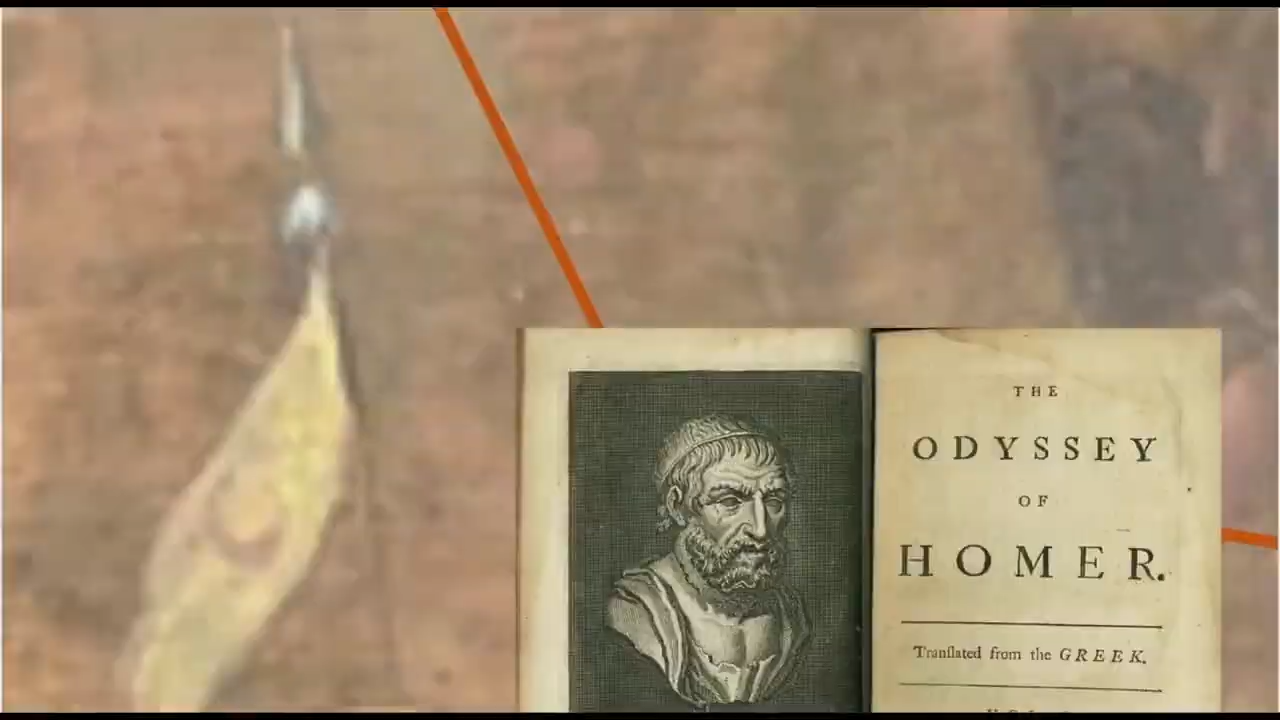 THE
ODYSSEY
OF
HOMER.
Tranſlated from the GREEK.